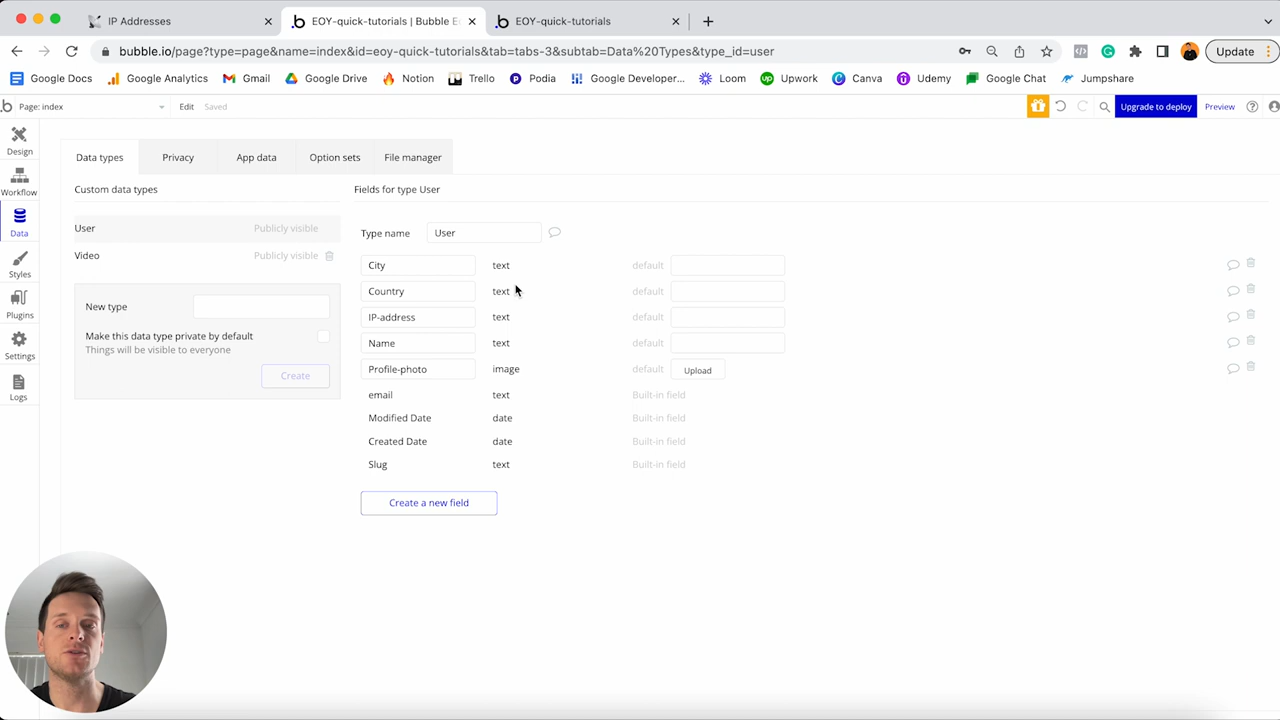 IP Addresses
EOY-quick-tutorials | Bubble E
EOY-quick-tutorials
bubble.io/page?type=page&name=index&id=eoy-quick-tutorials&tab=tabs-3&subtab=Data%20Types&type_id=user
Update
Google Docs
Google Analytics
Gmail
Google Drive
Notion
Trello
Podia
Google Developer...
Loom
Upwork
Canva
Udemy
Google Chat
Jumpshare
Page: index
Edit
Saved
Upgrade to deploy
Preview
Design
Workflow
Data
Styles
Plugins
Settings
Logs
Data types
Privacy
App data
Option sets
File manager
Custom data types
User Publicly visible
Video Publicly visible
New type
Make this data type private by default
Things will be visible to everyone
Create
Fields for type User
Type name User
City text default
Country text default
IP-address text default
Name text default
Profile-photo image default Upload
email text Built-in field
Modified Date date Built-in field
Created Date date Built-in field
Slug text Built-in field
Create a new field